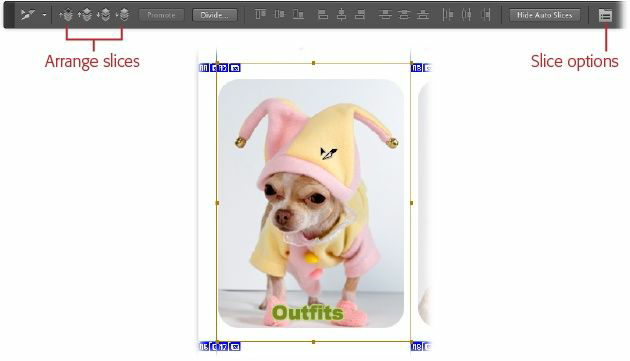 Promote
Divide...
Hide Auto Slices
Arrange slices
Slice options
Outfits